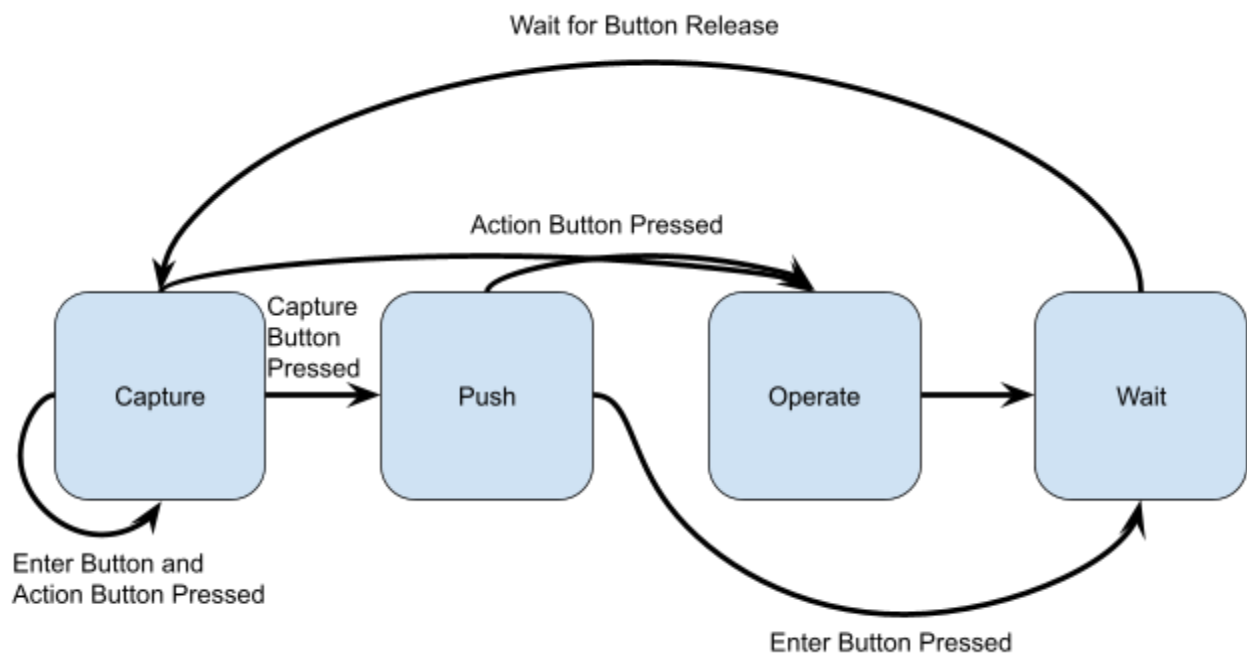 Wait for Button Release
Action Button Pressed
Capture
Button
Pressed
Capture
Push
Operate
Wait
Enter Button and
Action Button Pressed
Enter Button Pressed